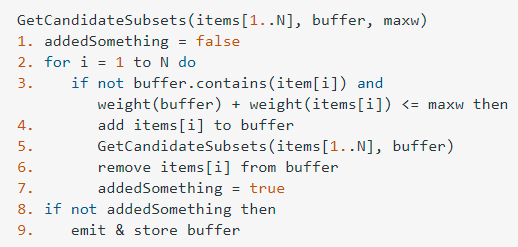 GetCandidateSubsets(items[1..N], buffer, maxw)
1. addedSomething = false
2. for i = 1 to N do
3.    if not buffer.contains(item[i]) and
         weight(buffer) + weight(items[i]) <= maxw then
4.       add items[i] to buffer
5.       GetCandidateSubsets(items[1..N], buffer)
6.       remove items[i] from buffer
7.       addedSomething = true
8. if not addedSomething then
9.    emit & store buffer